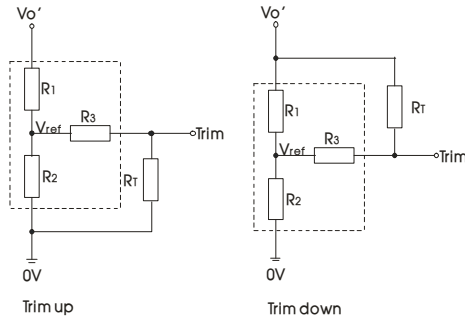 Vo’
R1
R3
Vref
Trim
R2
RT
0V
Trim up
Vo’
R1
RT
R3
Vref
Trim
R2
0V
Trim down